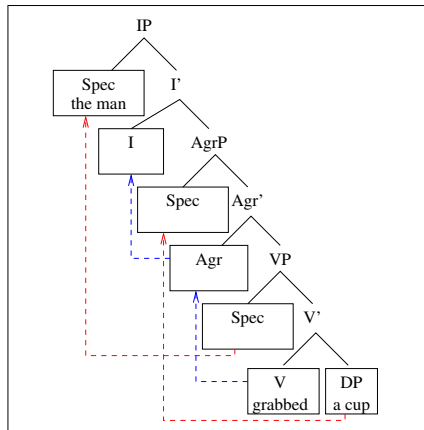 IP
Spec
the man
I'
I
AgrP
Spec
Agr'
Agr
VP
Spec
V'
V
grabbed
DP
a cup